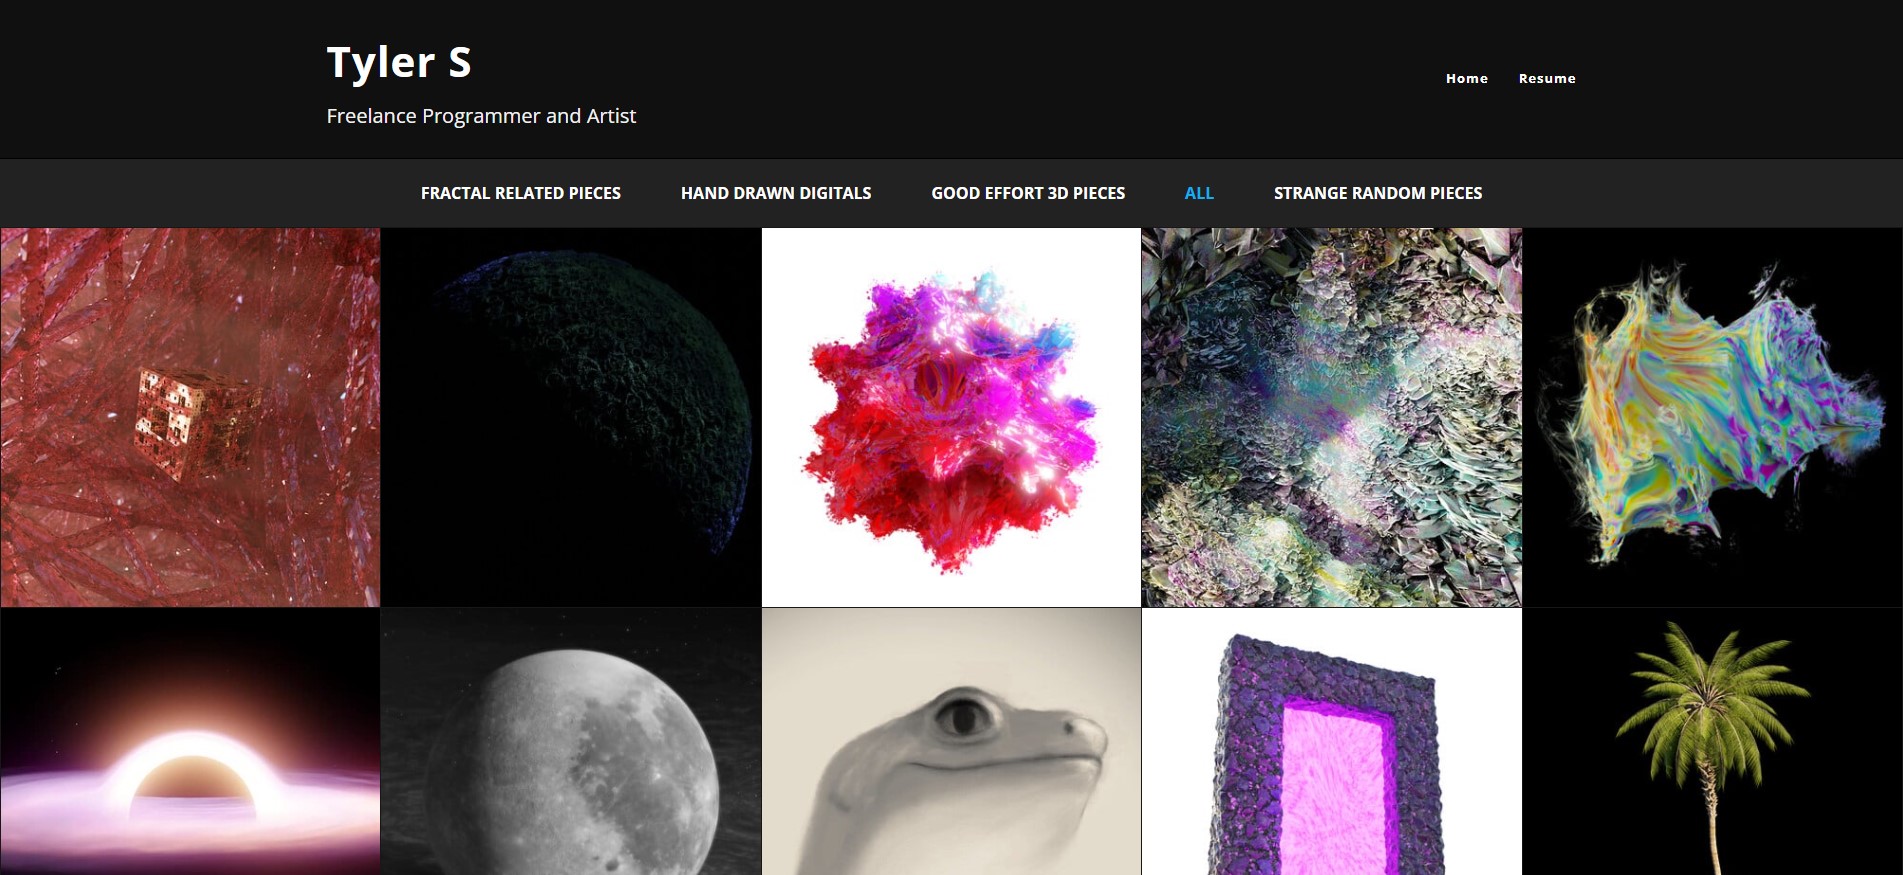 Tyler S
Freelance Programmer and Artist
Home Resume
FRACTAL RELATED PIECES HAND DRAWN DIGITALS GOOD EFFORT 3D PIECES ALL STRANGE RANDOM PIECES